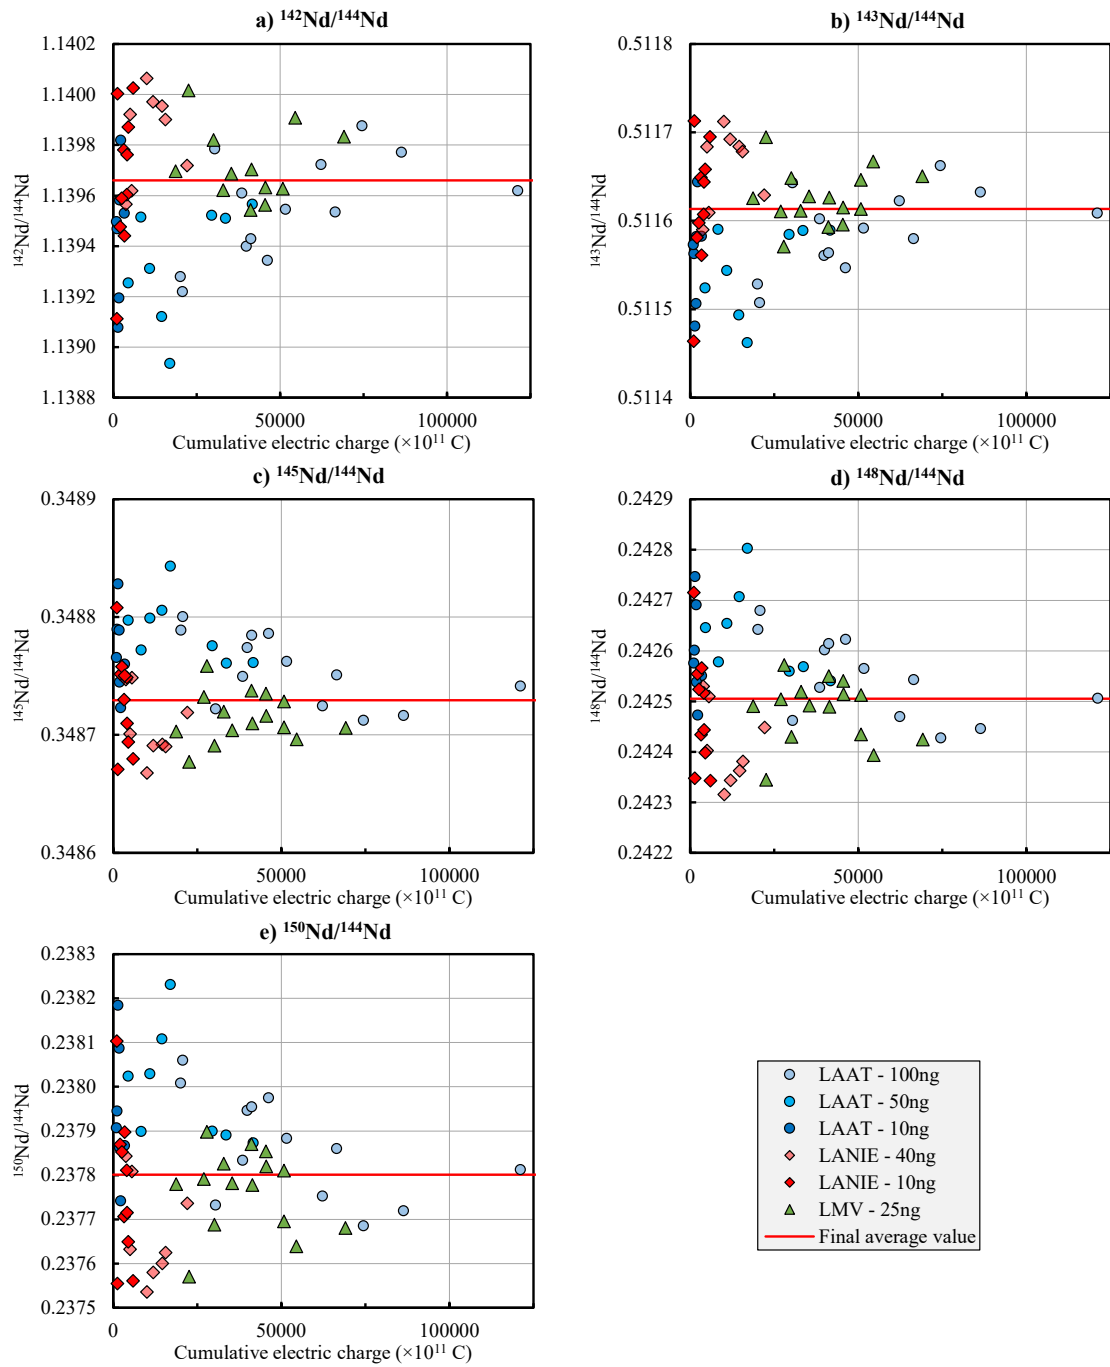 a) ¹⁴²Nd/¹⁴⁴Nd
¹⁴²Nd/¹⁴⁴Nd
1.1402
1.1400
1.1398
1.1396
1.1394
1.1392
1.1390
1.1388
0
50000
100000
Cumulative electric charge (×10¹¹ C)
b) ¹⁴³Nd/¹⁴⁴Nd
¹⁴³Nd/¹⁴⁴Nd
0.5118
0.5117
0.5116
0.5115
0.5114
0
50000
100000
Cumulative electric charge (×10¹¹ C)
c) ¹⁴⁵Nd/¹⁴⁴Nd
¹⁴⁵Nd/¹⁴⁴Nd
0.3489
0.3488
0.3487
0.3486
0
50000
100000
Cumulative electric charge (×10¹¹ C)
d) ¹⁴⁸Nd/¹⁴⁴Nd
¹⁴⁸Nd/¹⁴⁴Nd
0.2429
0.2428
0.2427
0.2426
0.2425
0.2424
0.2423
0.2422
0
50000
100000
Cumulative electric charge (×10¹¹ C)
e) ¹⁵⁰Nd/¹⁴⁴Nd
¹⁵⁰Nd/¹⁴⁴Nd
0.2383
0.2382
0.2381
0.2380
0.2379
0.2378
0.2377
0.2376
0.2375
0
50000
100000
Cumulative electric charge (×10¹¹ C)
LAAT - 100ng
LAAT - 50ng
LAAT - 10ng
LANIE - 40ng
LANIE - 10ng
LMV - 25ng
Final average value